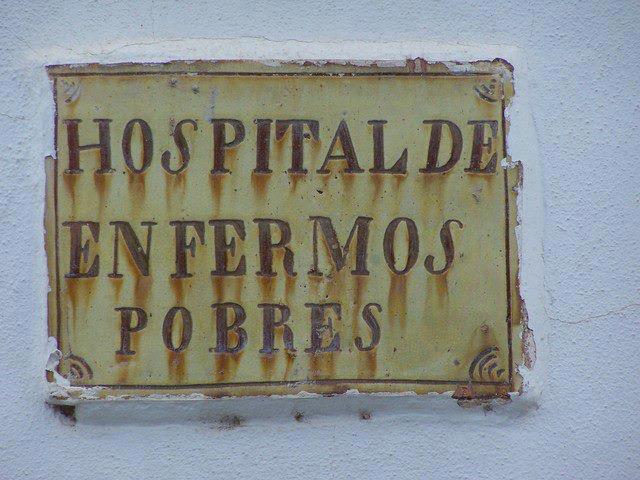 HOSPITAL DE
ENFERMOS
POBRES